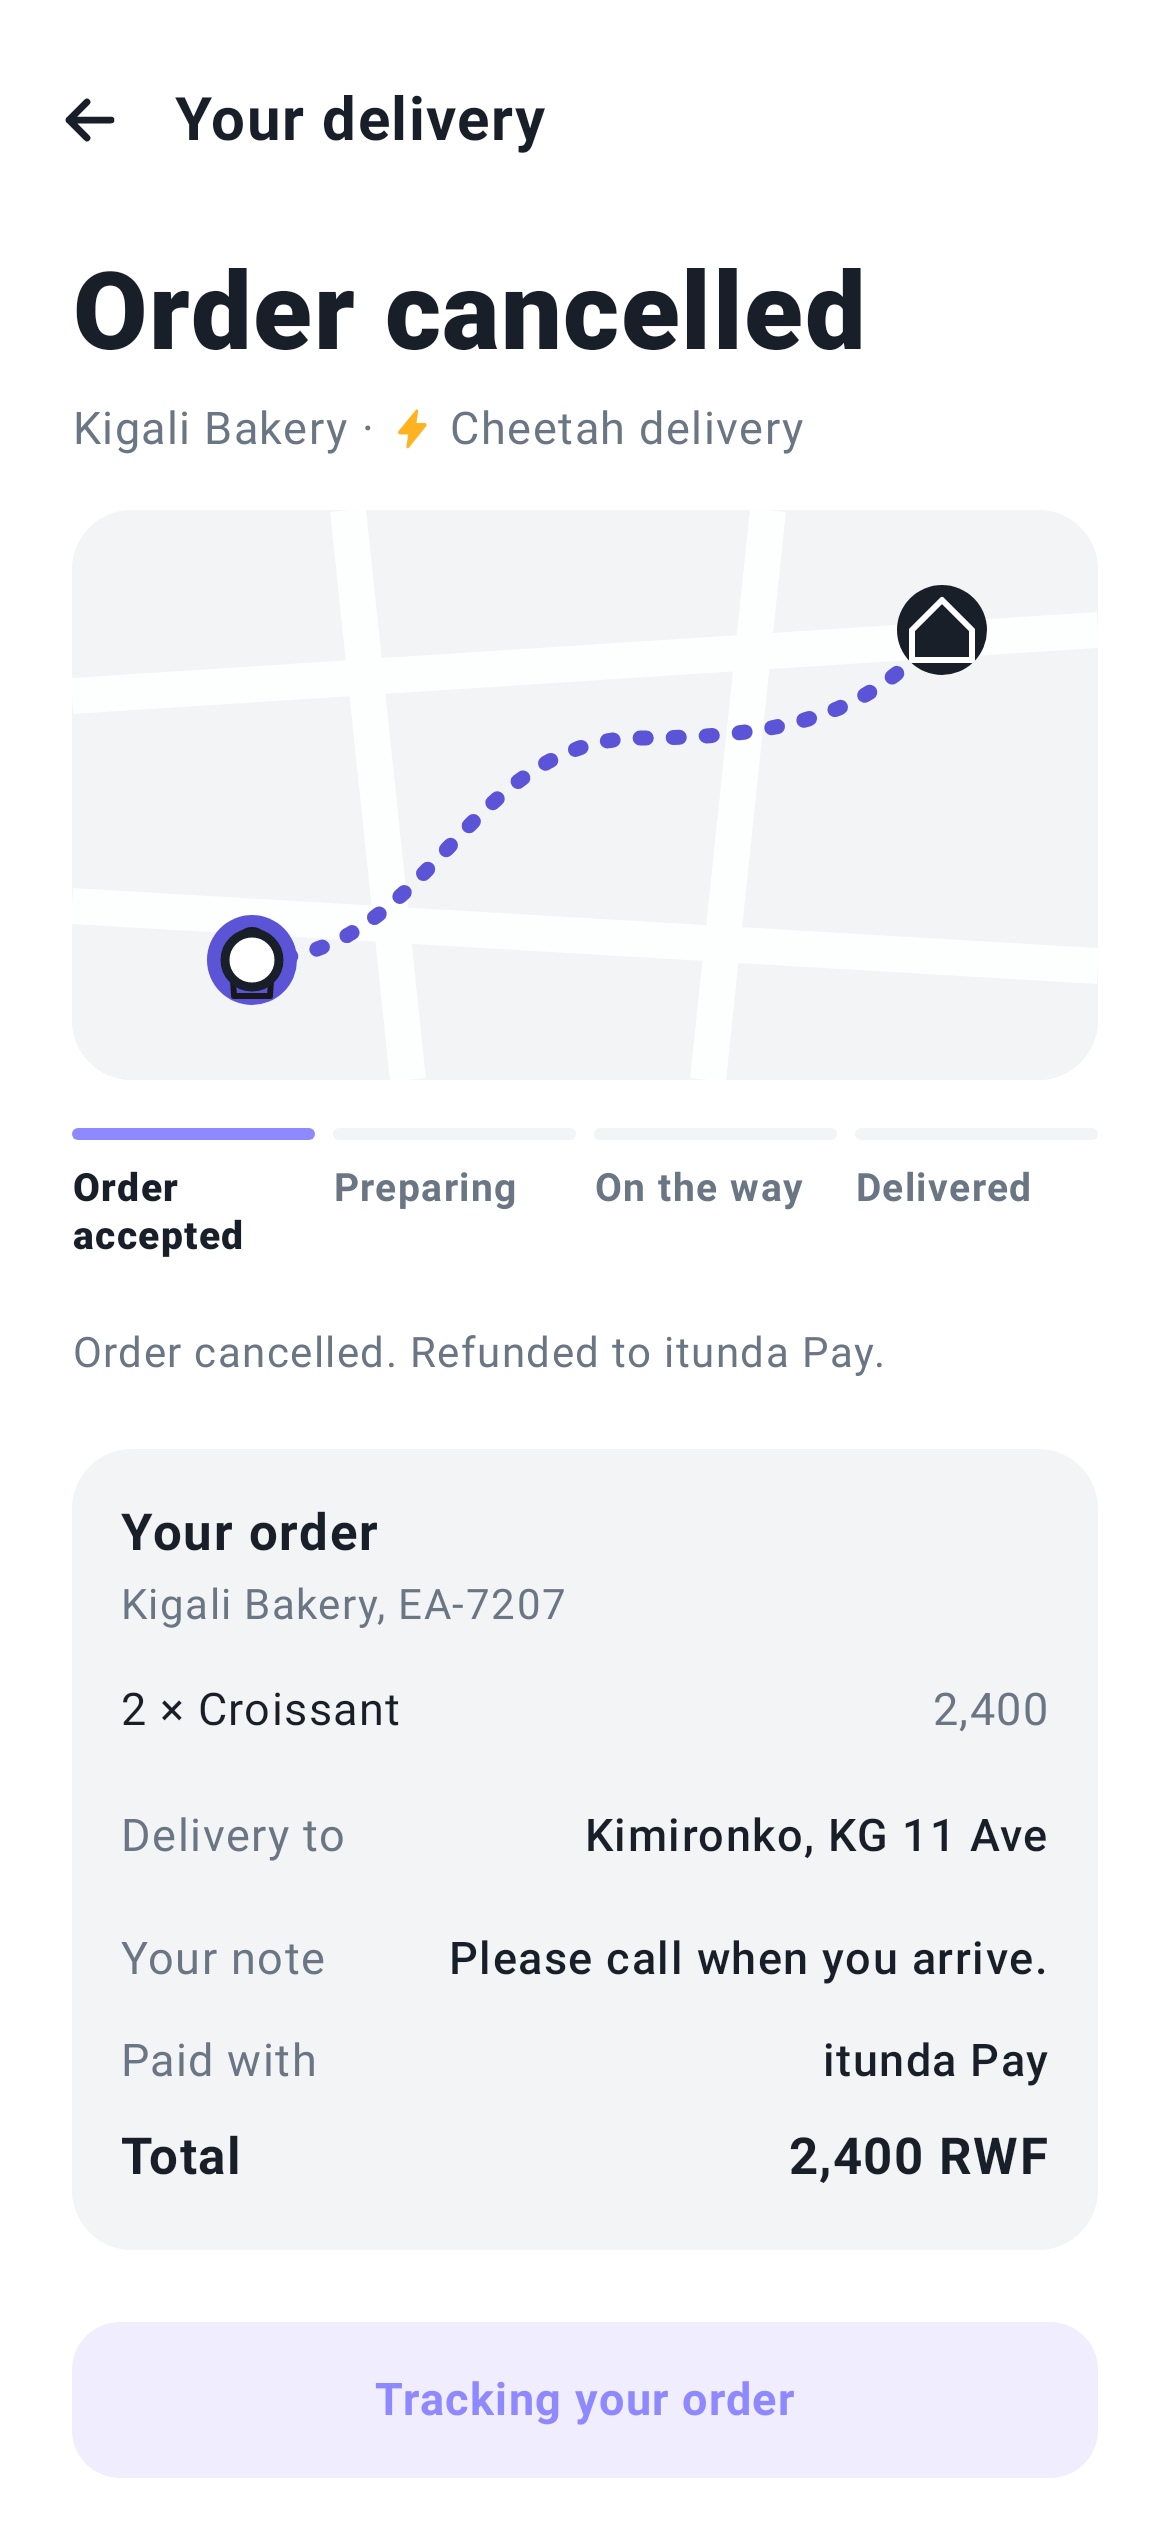 Your delivery
Order cancelled
Kigali Bakery · Cheetah delivery
Order accepted
Preparing
On the way
Delivered
Order cancelled. Refunded to itunda Pay.
Your order
Kigali Bakery, EA-7207
2 × Croissant 2,400
Delivery to Kimironko, KG 11 Ave
Your note Please call when you arrive.
Paid with itunda Pay
Total 2,400 RWF
Tracking your order